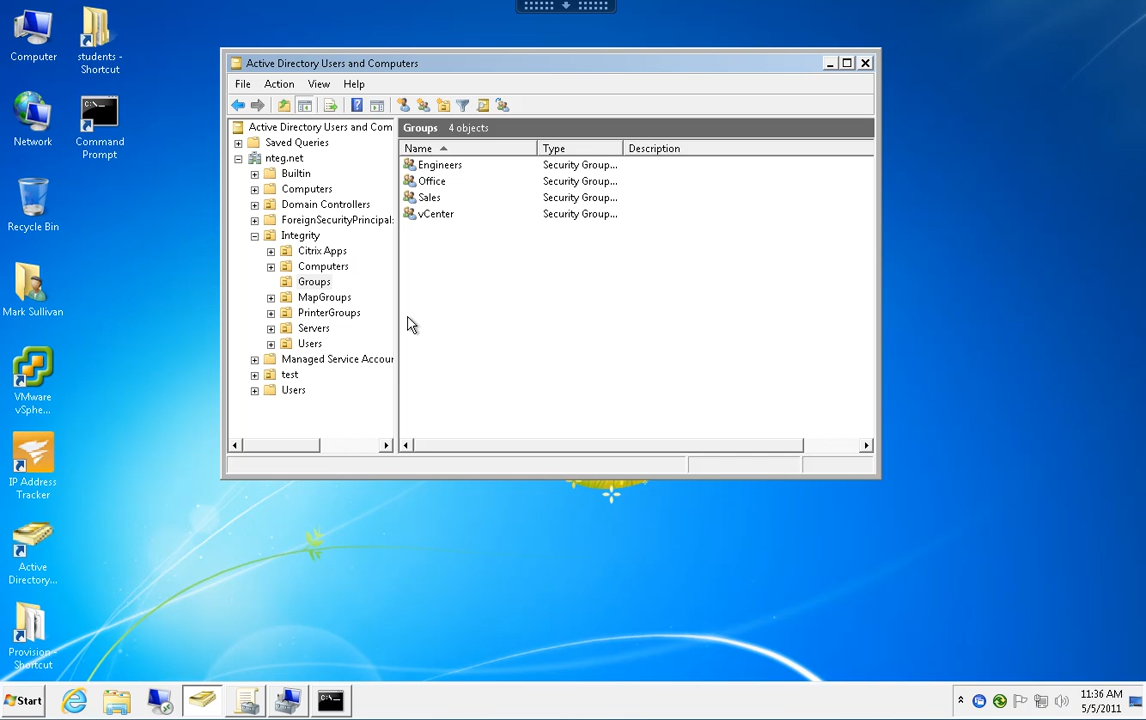 Computer
students -
Shortcut
Network
Command
Prompt
Recycle Bin
Mark Sullivan
VMware
vSphe...
IP Address
Tracker
Active
Directory...
Provision -
Shortcut
Active Directory Users and Computers
File Action View Help
Active Directory Users and Com
Saved Queries
nteg.net
Builtin
Computers
Domain Controllers
ForeignSecurityPrincipal:
Integrity
Citrix Apps
Computers
Groups
MapGroups
PrinterGroups
Servers
Users
Managed Service Accour
test
Users
Groups 4 objects
Name Type Description
Engineers Security Group...
Office Security Group...
Sales Security Group...
vCenter Security Group...
Start
11:36 AM
5/5/2011